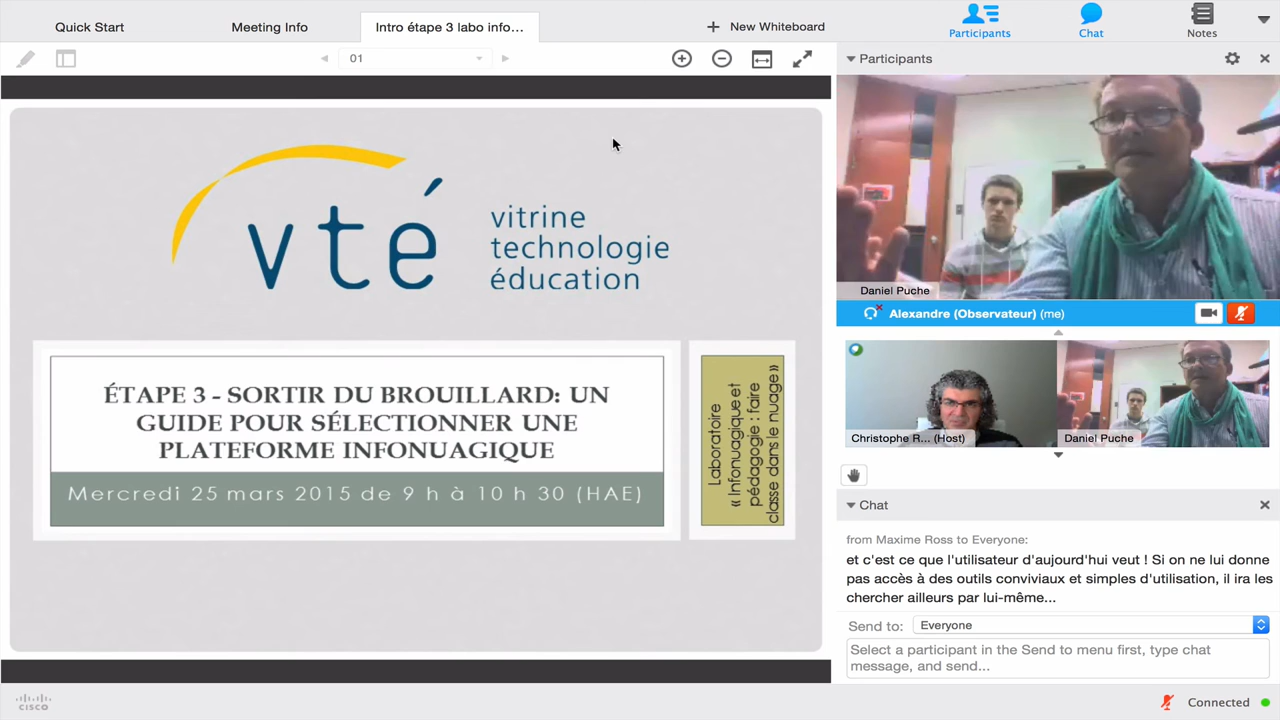 Quick Start
Meeting Info
Intro étape 3 labo info...
New Whiteboard
Participants
Chat
Notes
01
Participants
vté
vitrine
technologie
éducation
ÉTAPE 3 - SORTIR DU BROUILLARD: UN
GUIDE POUR SÉLECTIONNER UNE
PLATEFORME INFONUAGIQUE
Mercredi 25 mars 2015 de 9 h à 10 h 30 (HAE)
Laboratoire
« Infonuagique et
pédagogie : faire
classe dans le nuage»
Daniel Puche
Alexandre (Observateur) (me)
Christophe R... (Host)
Daniel Puche
Chat
from Maxime Ross to Everyone:
et c'est ce que l'utilisateur d'aujourd'hui veut ! Si on ne lui donne
pas accès à des outils conviviaux et simples d'utilisation, il ira les
chercher ailleurs par lui-même...
Send to:
Everyone
Select a participant in the Send to menu first, type chat
message, and send...
cisco
Connected